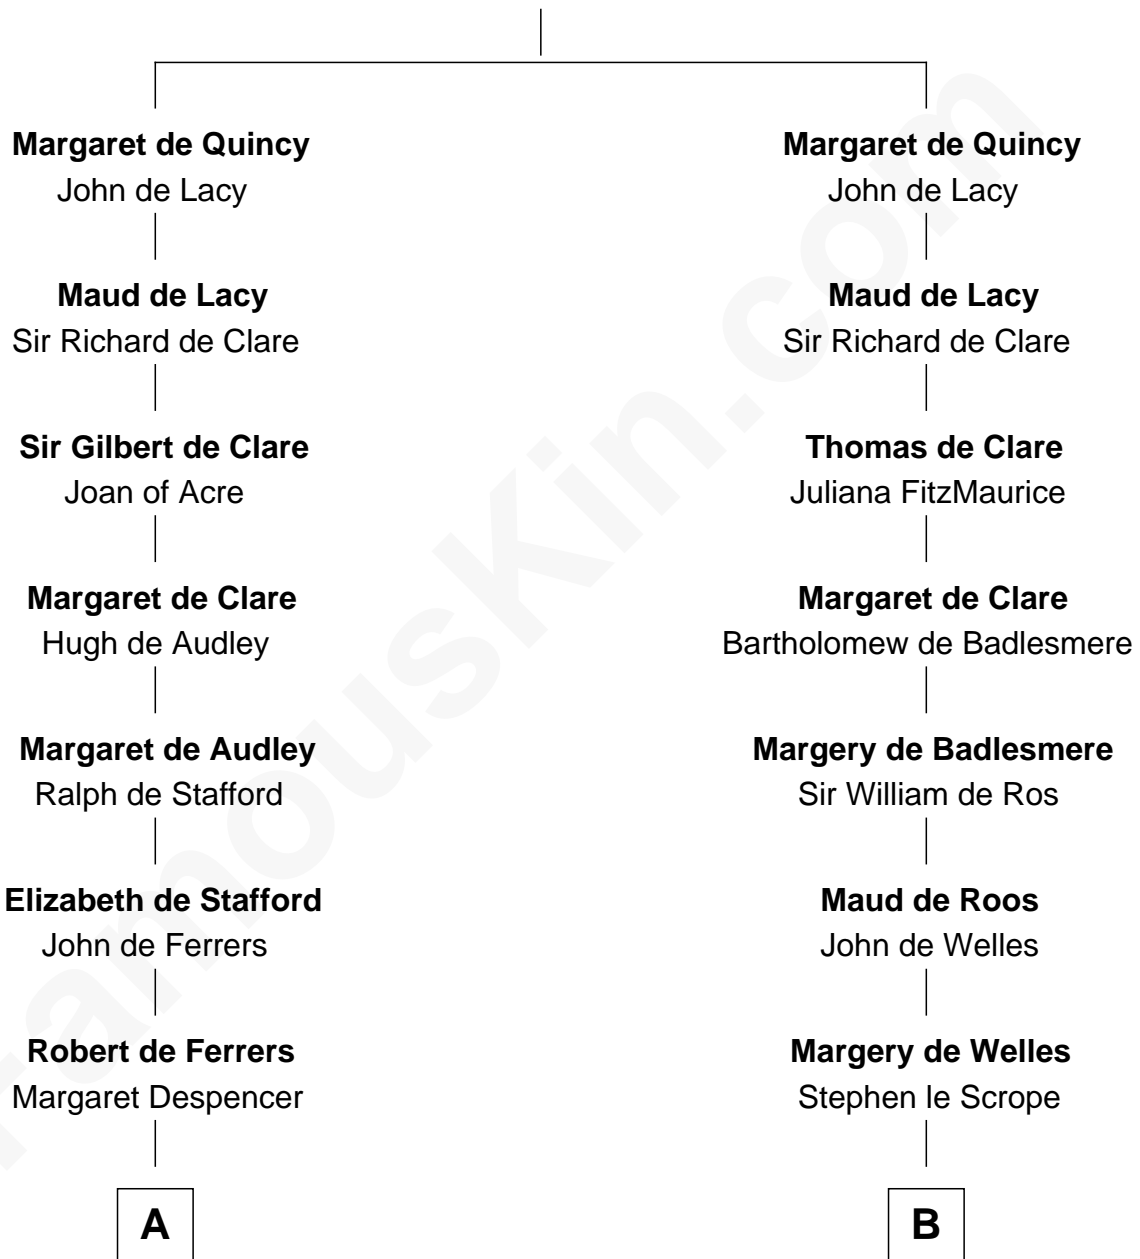 Margaret de Quincy
John de Lacy
Maud de Lacy
Sir Richard de Clare
Sir Gilbert de Clare
Joan of Acre
Margaret de Clare
Hugh de Audley
Margaret de Audley
Ralph de Stafford
Elizabeth de Stafford
John de Ferrers
Robert de Ferrers
Margaret Despencer
A
Margaret de Quincy
John de Lacy
Maud de Lacy
Sir Richard de Clare
Thomas de Clare
Juliana FitzMaurice
Margaret de Clare
Bartholomew de Badlesmere
Margery de Badlesmere
Sir William de Ros
Maud de Roos
John de Welles
Margery de Welles
Stephen le Scrope
B
FamousKin.com